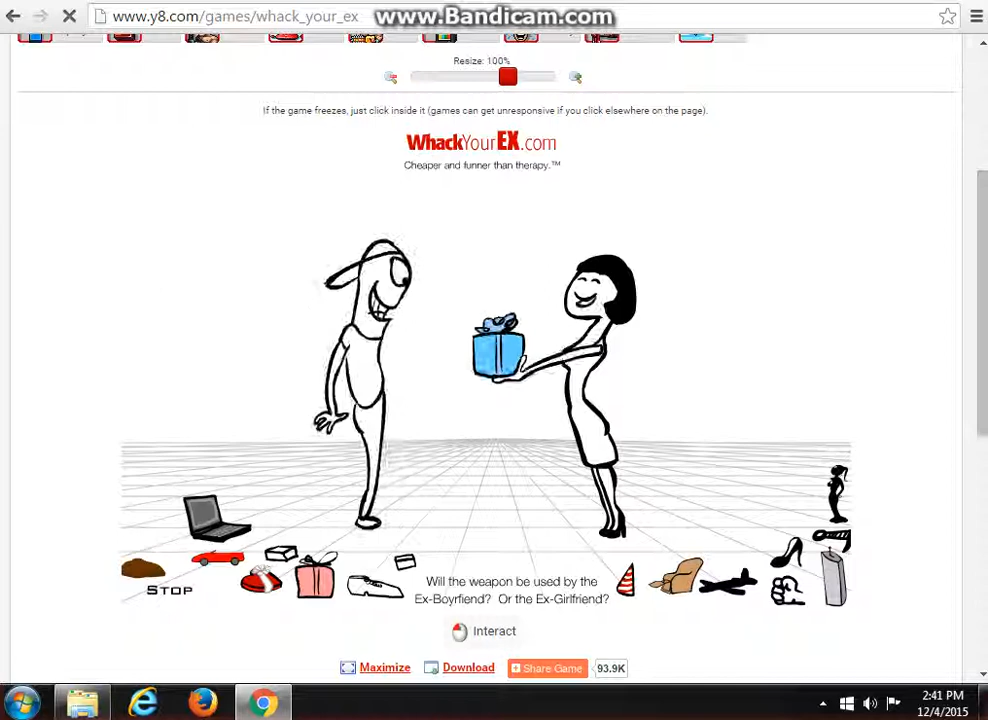 www.y8.com/games/whack_your_ex
www.Bandicam.com
Resize: 100%
If the game freezes, just click inside it (games can get unresponsive if you click elsewhere on the page).
WhackYourEX.com
Cheaper and funner than therapy.™
STOP
Will the weapon be used by the
Ex-Boyrfiend? Or the Ex-Girlfriend?
Interact
Maximize
Download
Share Game
93.9K
2:41 PM
12/4/2015